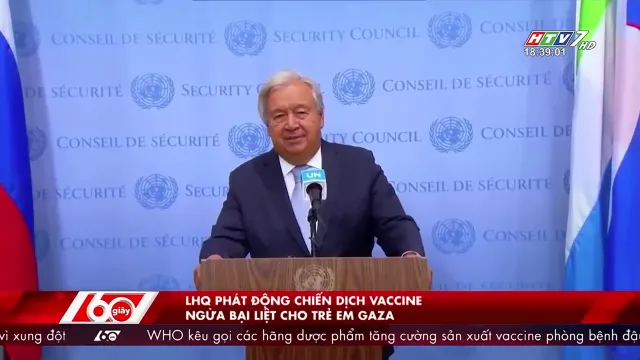 CONSEIL DE SÉCURITÉ
SECURITY COUNCIL
HTV7 HD
18:39:01
DE SÉCURITÉ
CONSEIL DE SÉCURITÉ
SECURITY COUNCIL
CONSEIL DE SÉCURITÉ
CONSEIL DE SÉCURITÉ
SECURITY COUNCIL
UN
60 giây
LHQ PHÁT ĐỘNG CHIẾN DỊCH VACCINE
NGỪA BẠI LIỆT CHO TRẺ EM GAZA
vi xung đột
60
WHO kêu gọi các hãng dược phẩm tăng cường sản xuất vaccine phòng bệnh đậ